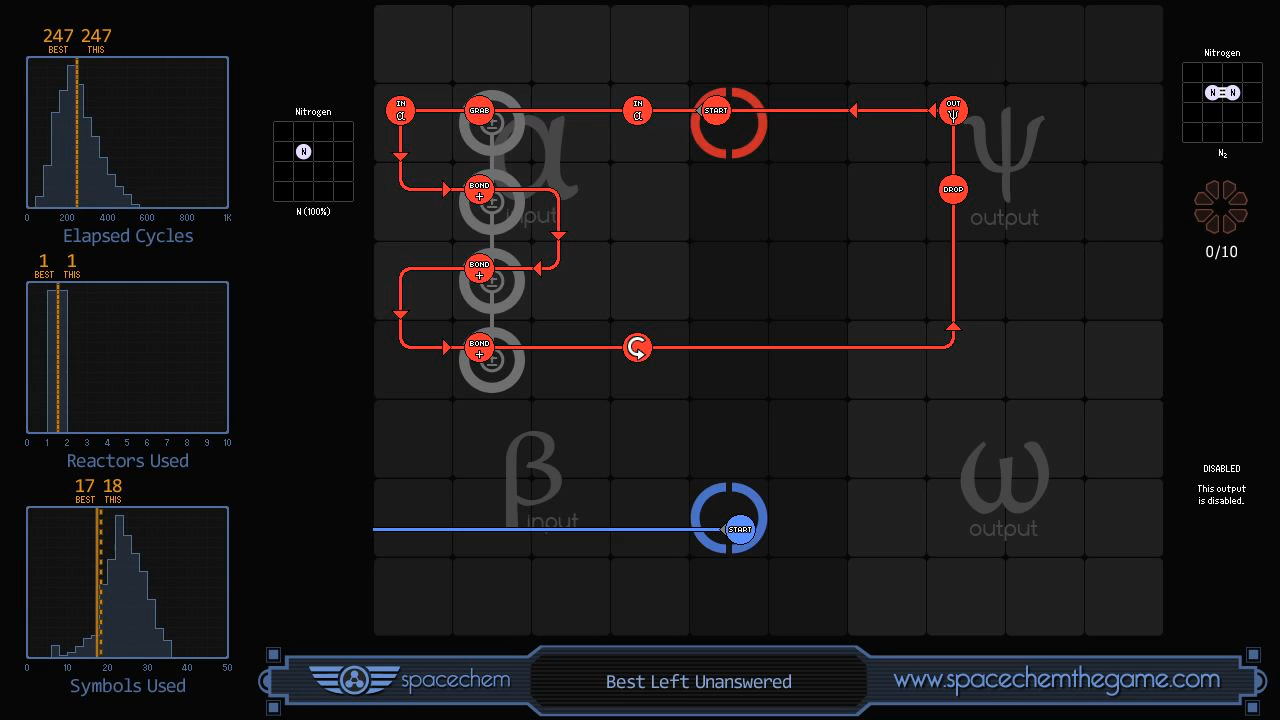 247 247
BEST THIS
0 200 400 600 800 1K
Elapsed Cycles
1 1
BEST THIS
0 1 2 3 4 5 6 7 8 9 10
Reactors Used
17 18
BEST THIS
0 10 20 30 40 50
Symbols Used
Nitrogen
N
N (100%)
IN
α
GRAB
IN
α
START
OUT
ψ
BOND
+
DROP
BOND
+
BOND
+
START
α
input
ψ
output
β
input
ω
output
Nitrogen
N=N
N₂
0/10
DISABLED
This output
is disabled.
spacechem
Best Left Unanswered
www.spacechemthegame.com